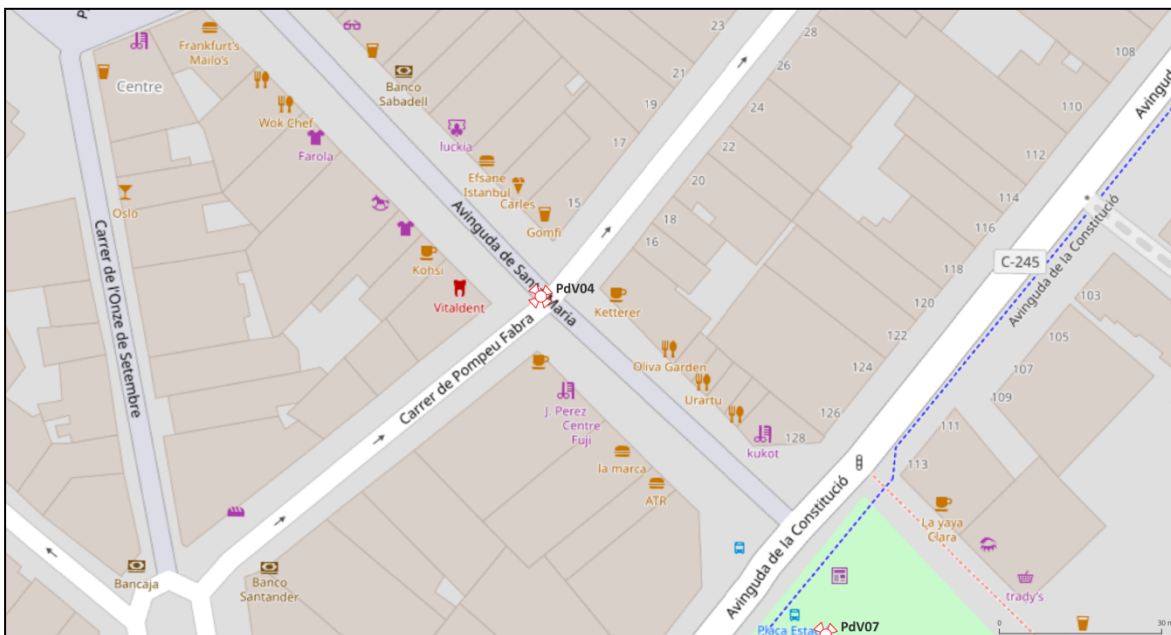 Frankfurt's
Mailo's
Centre
Banco
Sabadell
Wok Chef
Farola
luckia
Efsane
Istanbul
Carles
Gomfi
Oslo
Kohsi
Vitaldent
Avinguda de Santa Maria
PdV04
Ketterer
Oliva Garden
Urartu
kukot
Carrer de l'Onze de Setembre
Carrer de Pompeu Fabra
J. Perez
Centre
Fuji
la marca
ATR
Bancaja
Banco
Santander
23
21
19
17
15
28
26
24
22
20
18
16
108
110
112
114
116
118
120
122
124
126
128
C-245
Avinguda
Avinguda de la Constitució
Avinguda de la Constitució
103
105
107
109
111
113
La yaya
Clara
trady's
PdV07
0